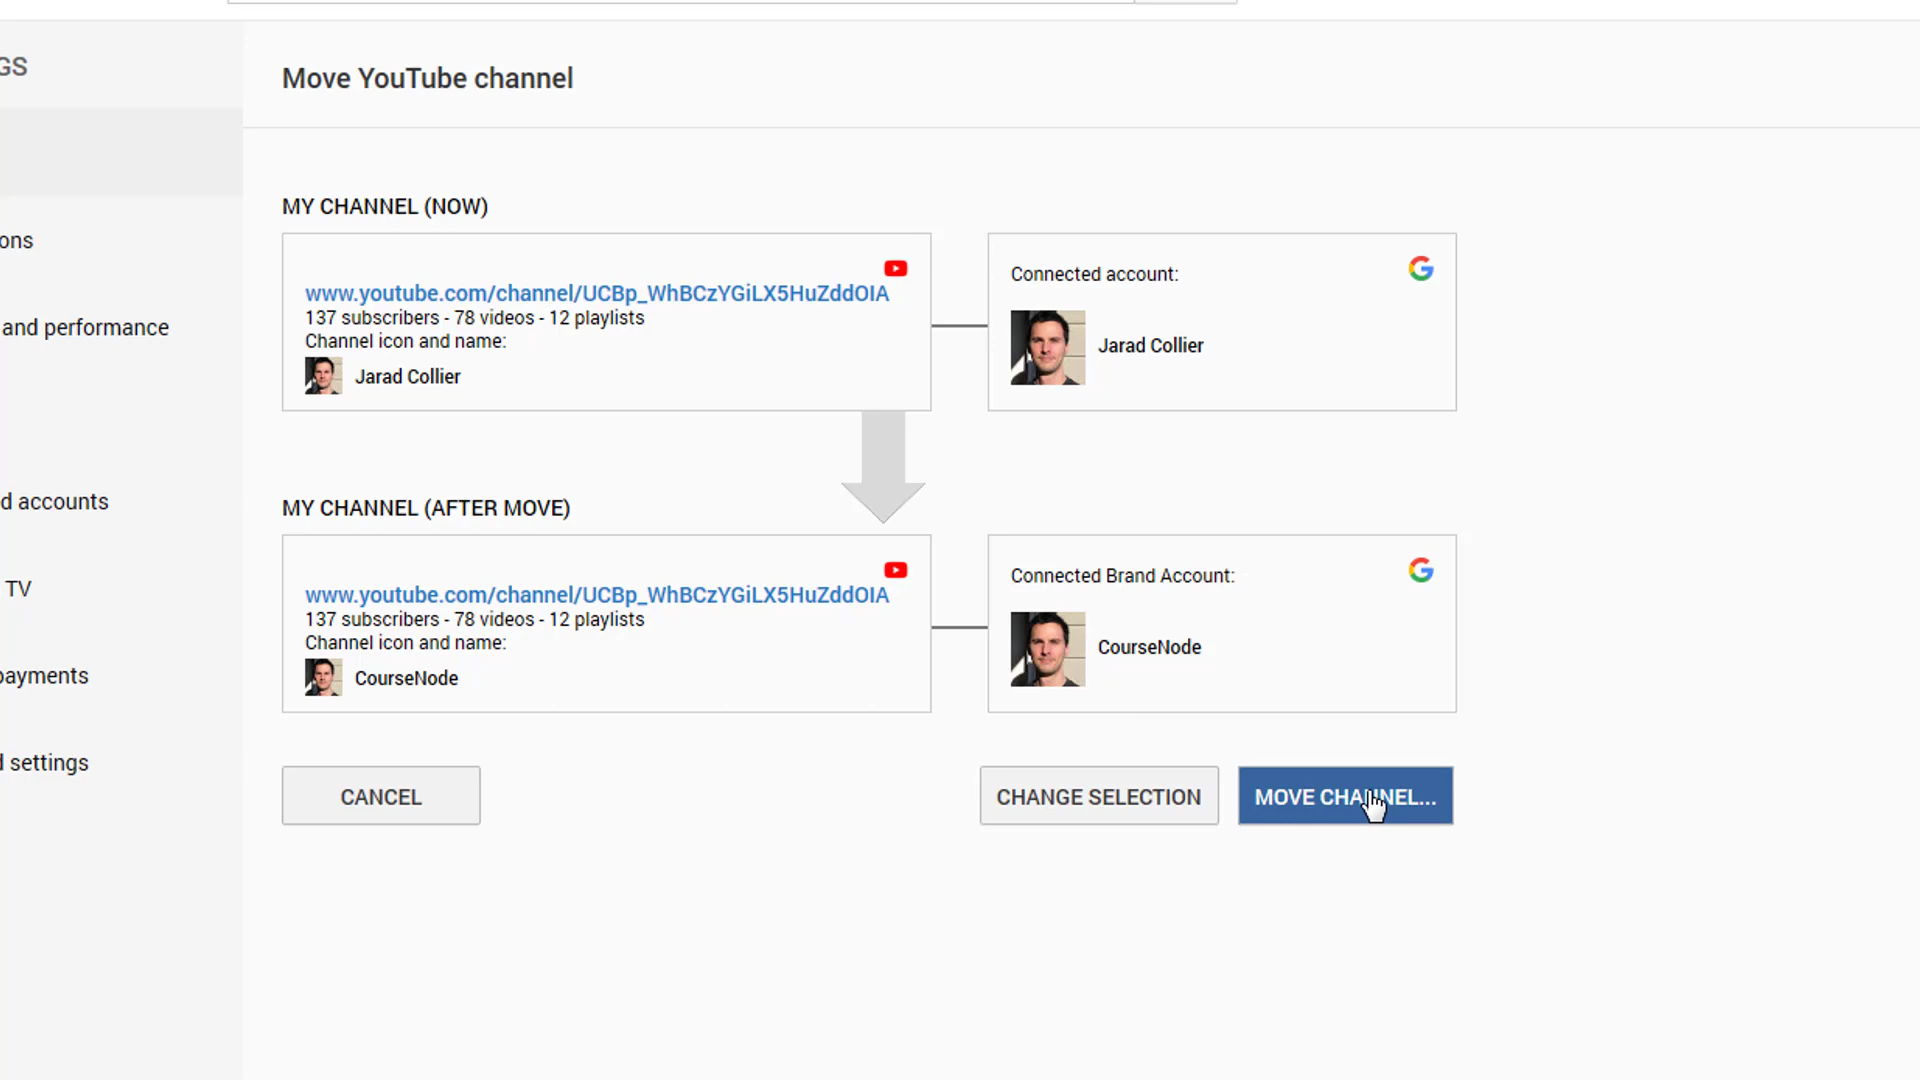 GS
Move YouTube channel
MY CHANNEL (NOW)
ons
www.youtube.com/channel/UCBp_WhBCzYGiLX5HuZddOIA
Connected account:
137 subscribers - 78 videos - 12 playlists
and performance
Channel icon and name:
Jarad Collier
Jarad Collier
d accounts
MY CHANNEL (AFTER MOVE)
TV
www.youtube.com/channel/UCBp_WhBCzYGiLX5HuZddOIA
Connected Brand Account:
137 subscribers - 78 videos - 12 playlists
Channel icon and name:
CourseNode
CourseNode
payments
d settings
CANCEL
CHANGE SELECTION
MOVE CHANNEL...